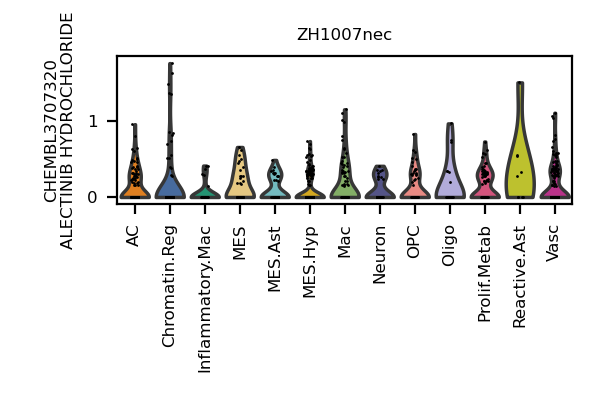 ZH1007nec
CHEMBL3707320
ALECTINIB HYDROCHLORIDE
1
0
AC
Chromatin.Reg
Inflammatory.Mac
MES
MES.Ast
MES.Hyp
Mac
Neuron
OPC
Oligo
Prolif.Metab
Reactive.Ast
Vasc